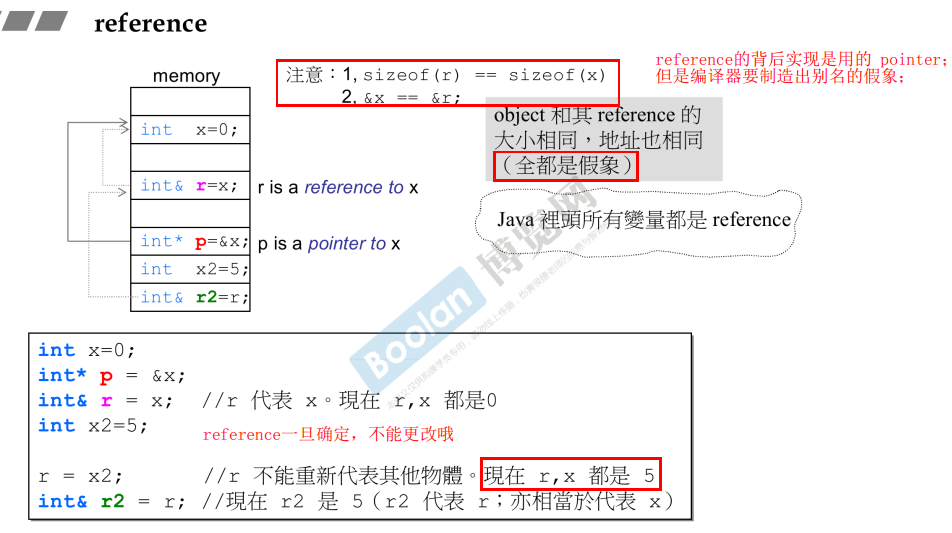 reference
memory
int x=0;
int& r=x;
int* p=&x;
int x2=5;
int& r2=r;
r is a reference to x
p is a pointer to x
注意：1, sizeof(r) == sizeof(x)
2, &x == &r;
reference的背后实现是用的 pointer;
但是编译器要制造出别名的假象;
object 和其 reference 的
大小相同，地址也相同
（全都是假象）
Java 裡頭所有變量都是 reference
Boolan 博览网
int x=0;
int* p = &x;
int& r = x; //r 代表 x。現在 r,x 都是0
int x2=5;
reference一旦确定, 不能更改哦
r = x2; //r 不能重新代表其他物體。現在 r,x 都是 5
int& r2 = r; //現在 r2 是 5（r2 代表 r；亦相當於代表 x）